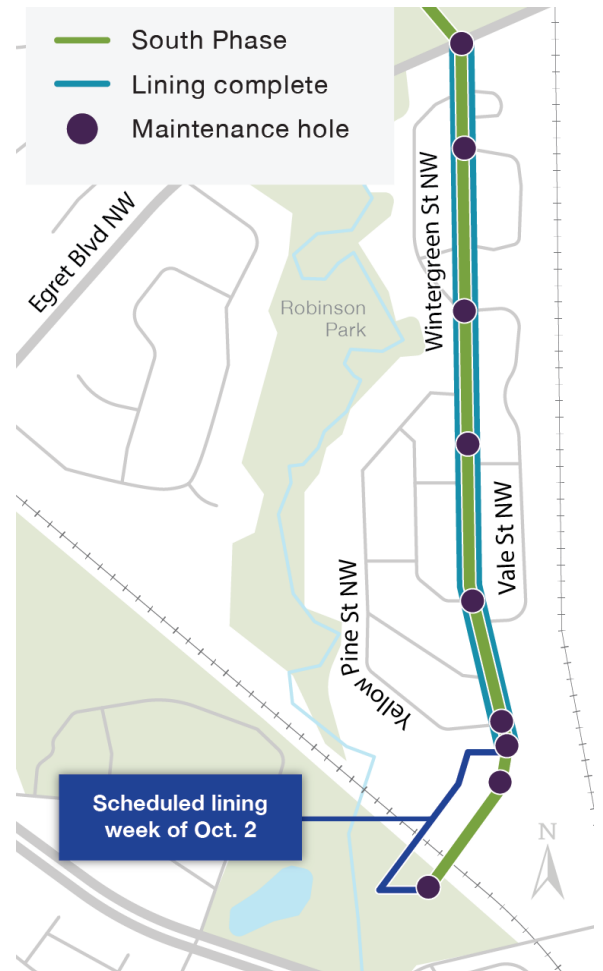 South Phase
Lining complete
Maintenance hole
Egret Blvd NW
Wintergreen St NW
Robinson
Park
Vale St NW
Yellow Pine St NW
Scheduled lining
week of Oct. 2
N